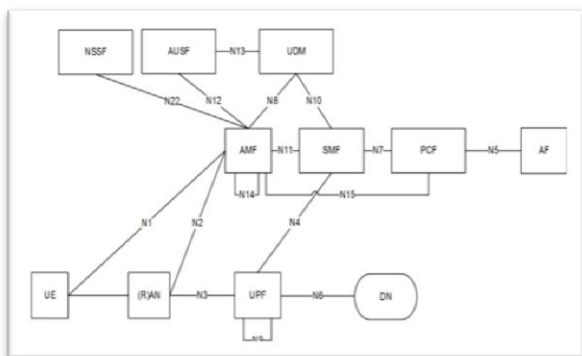 NSSF AUSF N13 UDM
N22 N12 N8 N10
AMF N11 SMF N7 PCF N5 AF
N14 N15
N1 N2 N4
UE (R)AN N3 UPF N6 DN
N9